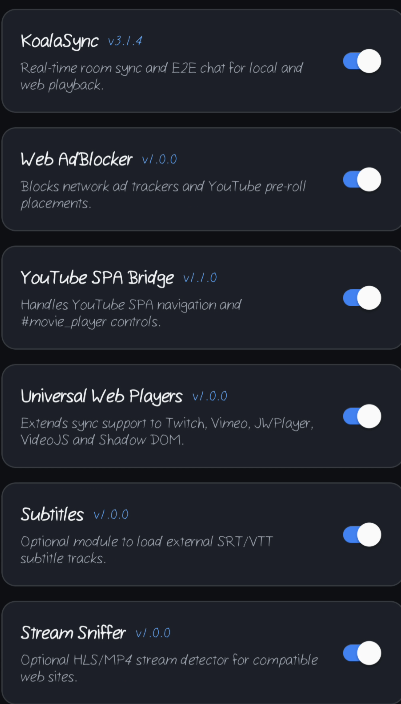 KoalaSync v3.1.4
Real-time room sync and E2E chat for local and
web playback.
Web AdBlocker v1.0.0
Blocks network ad trackers and YouTube pre-roll
placements.
YouTube SPA Bridge v1.1.0
Handles YouTube SPA navigation and
#movie_player controls.
Universal Web Players v1.0.0
Extends sync support to Twitch, Vimeo, JWPlayer,
VideoJS and Shadow DOM.
Subtitles v1.0.0
Optional module to load external SRT/VTT
subtitle tracks.
Stream Sniffer v1.0.0
Optional HLS/MP4 stream detector for compatible
web sites.